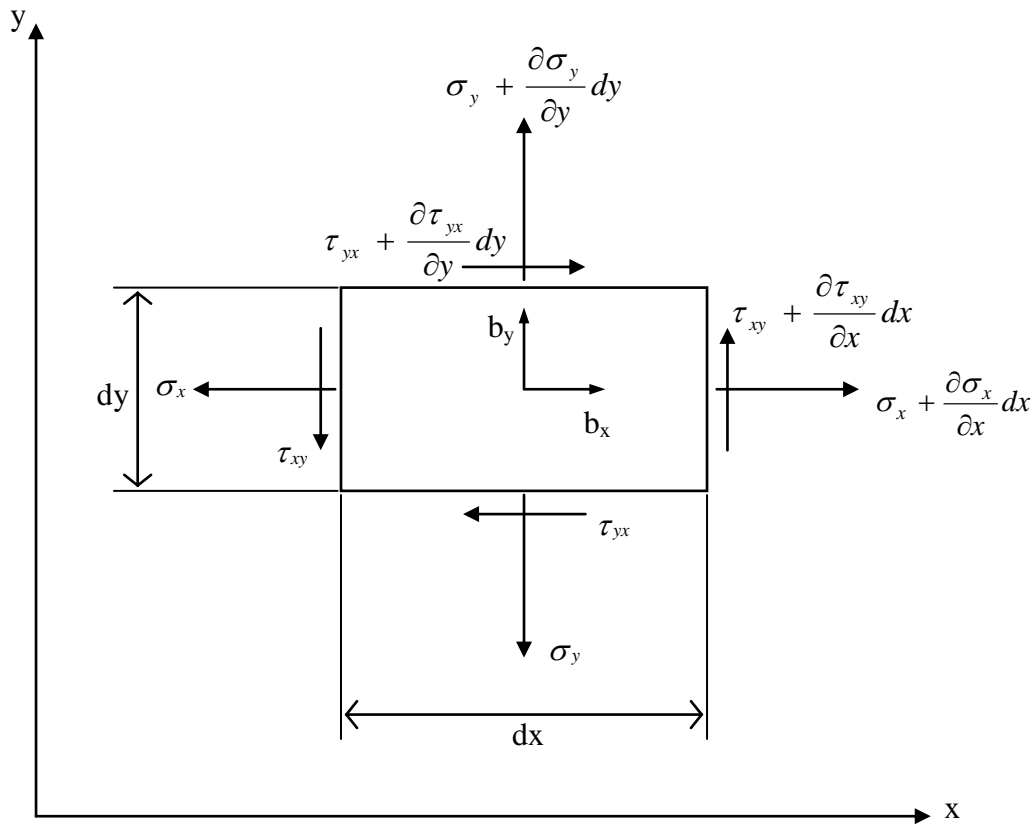 y
σ_y + ∂σ_y/∂y dy
τ_yx + ∂τ_yx/∂y dy
τ_xy + ∂τ_xy/∂x dx
b_y
dy
σ_x
σ_x + ∂σ_x/∂x dx
b_x
τ_xy
τ_yx
σ_y
dx
x